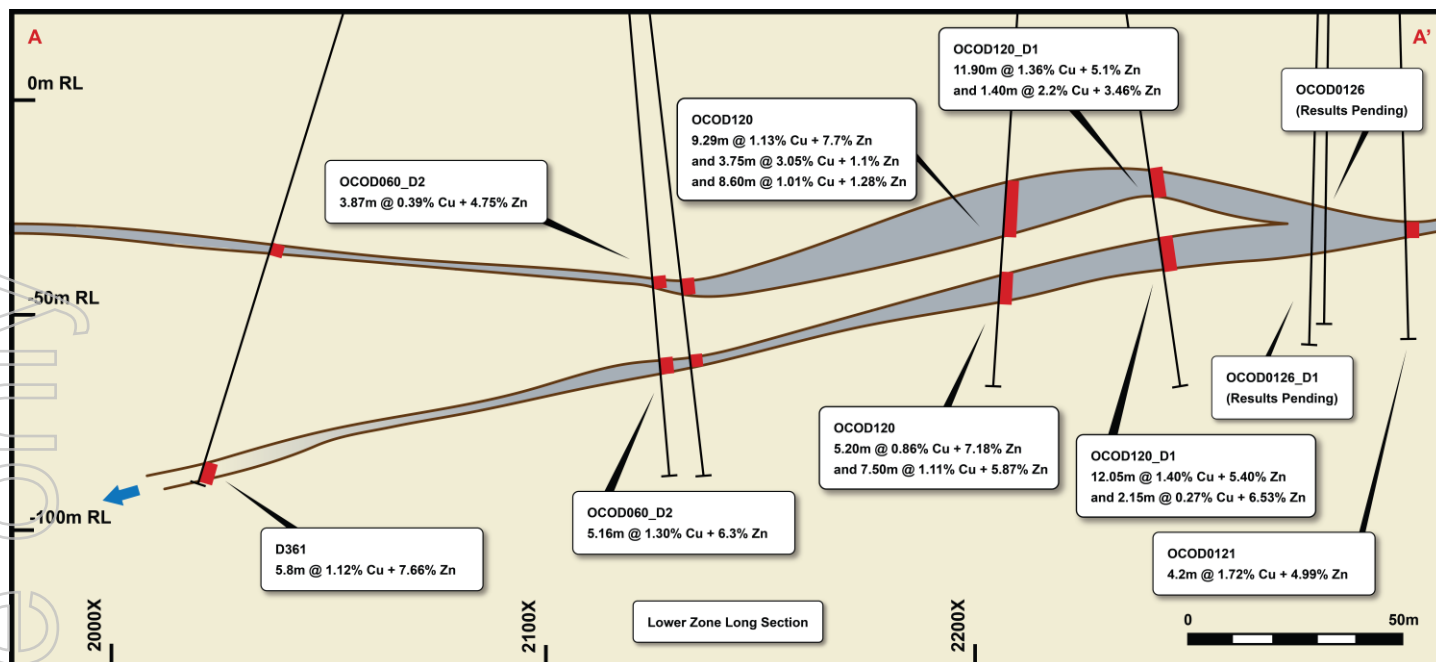 A
A'
0m RL
-50m RL
-100m RL
OCOD060_D2
3.87m @ 0.39% Cu + 4.75% Zn
OCOD120
9.29m @ 1.13% Cu + 7.7% Zn
and 3.75m @ 3.05% Cu + 1.1% Zn
and 8.60m @ 1.01% Cu + 1.28% Zn
OCOD120_D1
11.90m @ 1.36% Cu + 5.1% Zn
and 1.40m @ 2.2% Cu + 3.46% Zn
OCOD0126
(Results Pending)
D361
5.8m @ 1.12% Cu + 7.66% Zn
OCOD060_D2
5.16m @ 1.30% Cu + 6.3% Zn
OCOD120
5.20m @ 0.86% Cu + 7.18% Zn
and 7.50m @ 1.11% Cu + 5.87% Zn
OCOD120_D1
12.05m @ 1.40% Cu + 5.40% Zn
and 2.15m @ 0.27% Cu + 6.53% Zn
OCOD0126_D1
(Results Pending)
OCOD0121
4.2m @ 1.72% Cu + 4.99% Zn
Lower Zone Long Section
2000X
2100X
2200X
0
50m